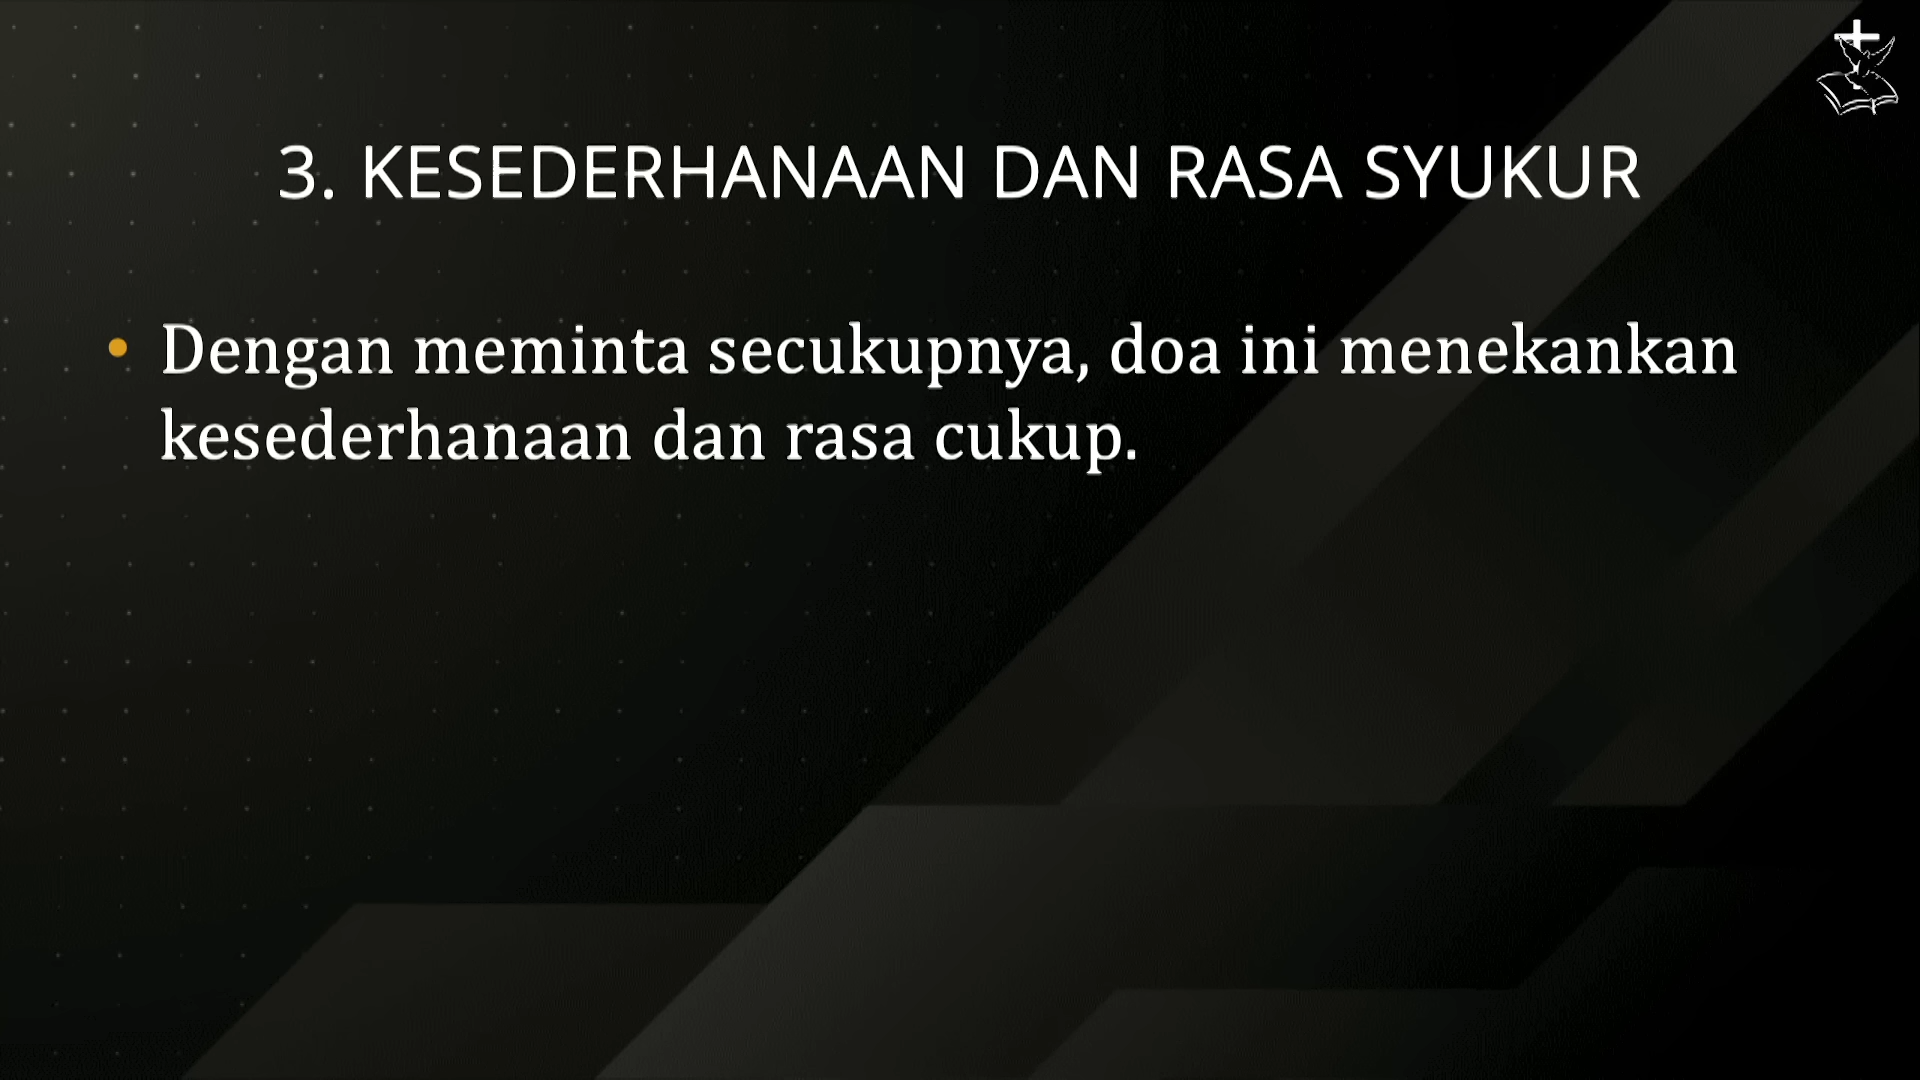 3. KESEDERHANAAN DAN RASA SYUKUR
• Dengan meminta secukupnya, doa ini menekankan
kesederhanaan dan rasa cukup.